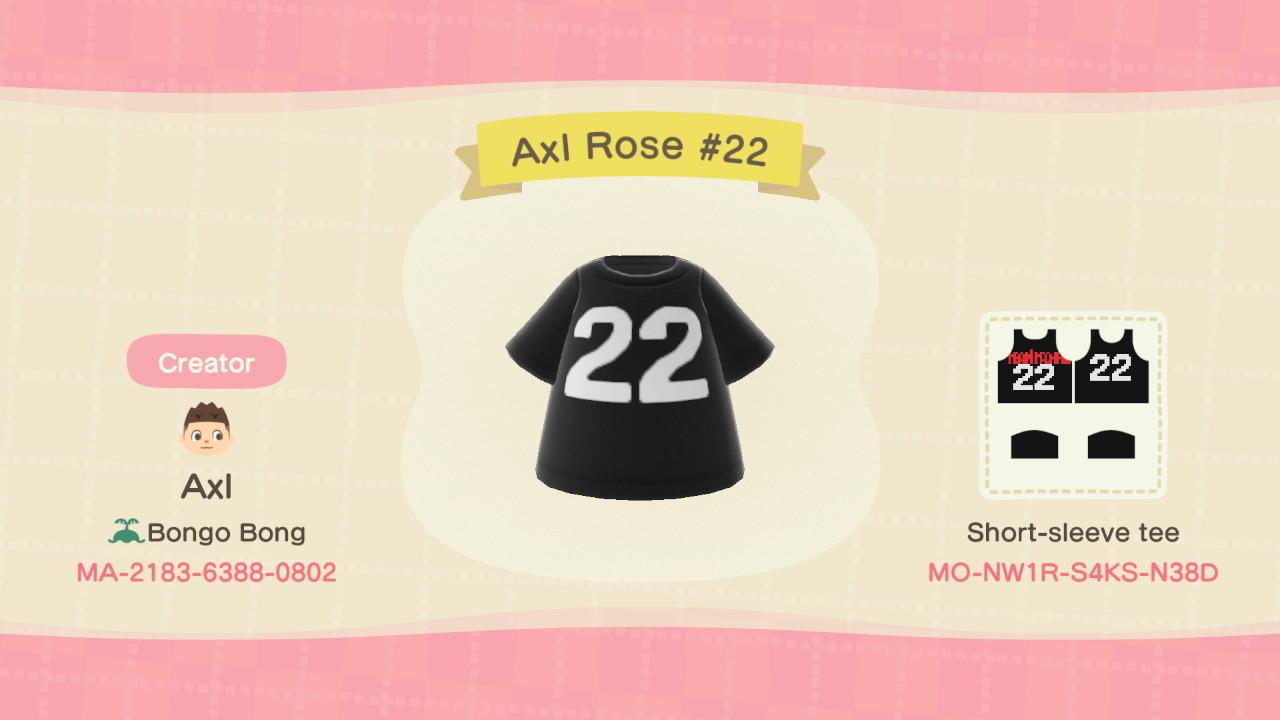 Axl Rose #22
22
Creator
Axl
Bongo Bong
MA-2183-6388-0802
22
22
Short-sleeve tee
MO-NW1R-S4KS-N38D